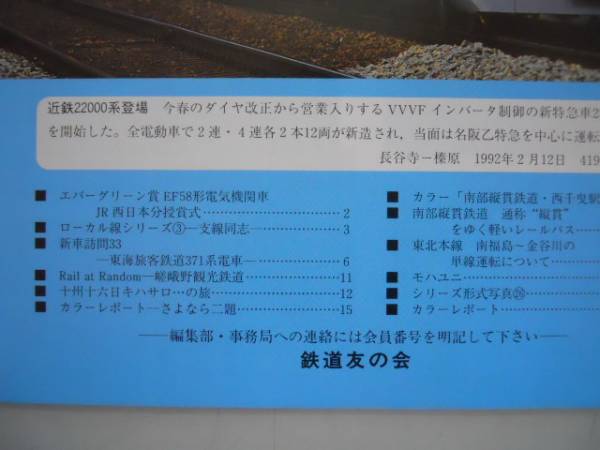 近鉄22000系登場　今春のダイヤ改正から営業入りするVVVFインバータ制御の新特急車2
を開始した。全電動車で2連・4連各2本12両が新造され，当面は名阪乙特急を中心に運転
長谷寺－榛原　1992年2月12日　419
■ エバーグリーン賞 EF58形電気機関車
JR西日本分授賞式……………………2
■ ローカル線シリーズ③―支線同志―…………3
■ 新車訪問33
―東海旅客鉄道371系電車―……………6
■ Rail at Random―嵯峨野観光鉄道……………11
■ 十州十六日キハサロ…の旅………………………12
■ カラーレポート―さよなら二題…………………15
■ カラー「南部縦貫鉄道・西千曳駅
■ 南部縦貫鉄道　通称“縦貫”
をゆく軽いレールバス……
■ 東北本線　南福島～金谷川の
単線運転について…………
■ モハユニ……………………
■ シリーズ形式写真㉖…………
■ カラーレポート………………
――編集部・事務局への連絡には会員番号を明記して下さい――
鉄道友の会